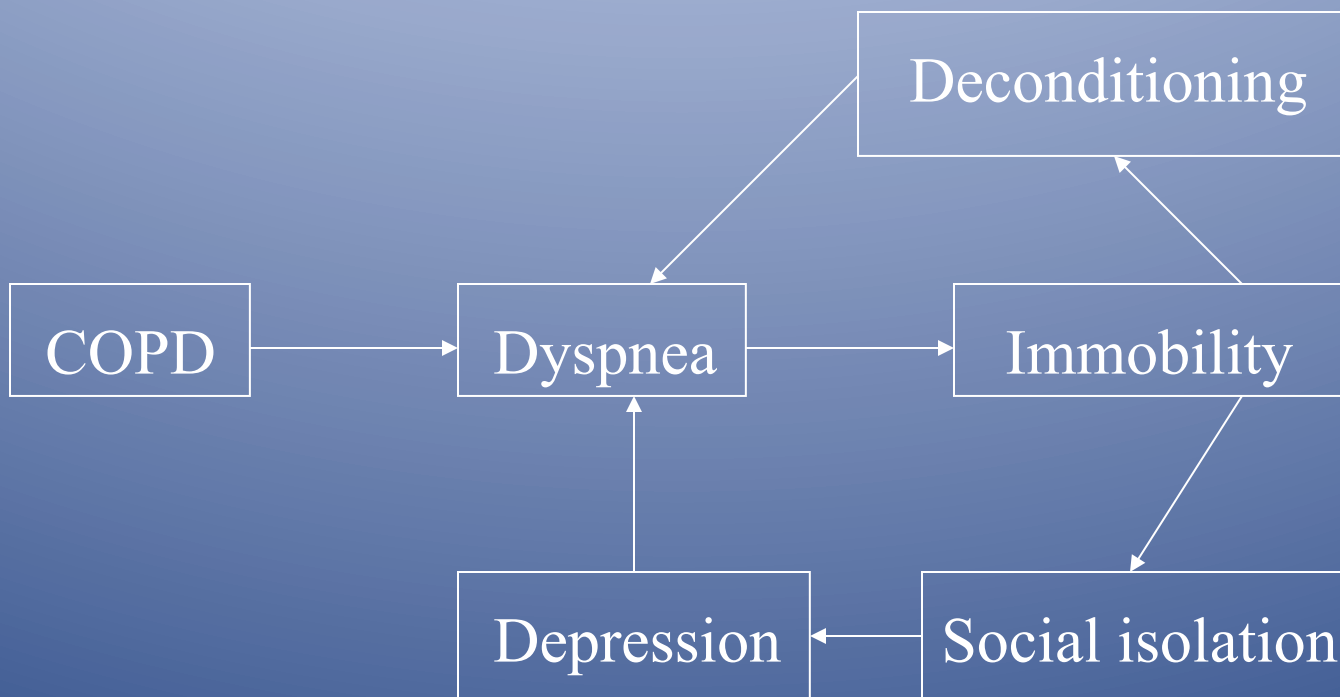 Deconditioning
COPD
Dyspnea
Immobility
Depression
Social isolation